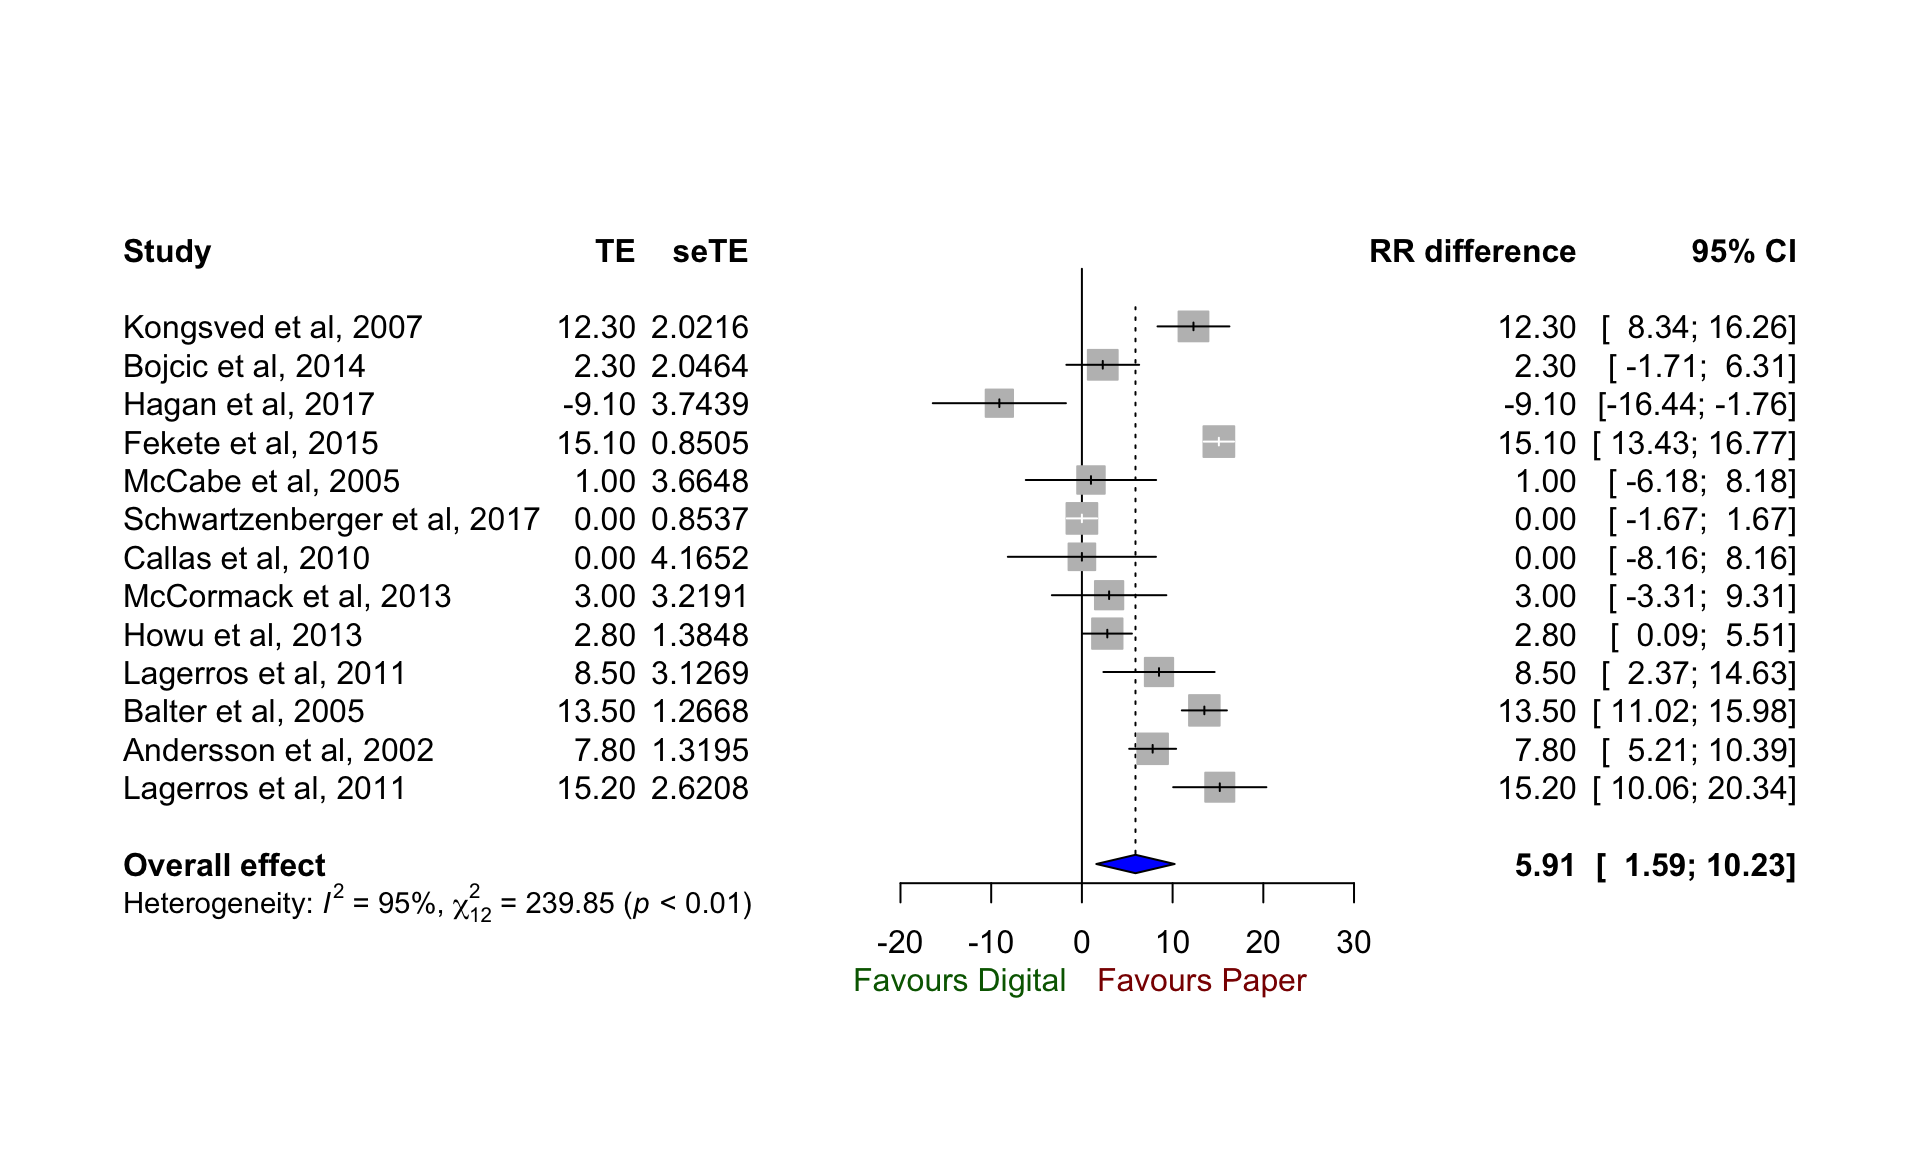 Study TE seTE RR difference 95% CI
Kongsved et al, 2007 12.30 2.0216 12.30 [ 8.34; 16.26]
Bojcic et al, 2014 2.30 2.0464 2.30 [ -1.71; 6.31]
Hagan et al, 2017 -9.10 3.7439 -9.10 [-16.44; -1.76]
Fekete et al, 2015 15.10 0.8505 15.10 [ 13.43; 16.77]
McCabe et al, 2005 1.00 3.6648 1.00 [ -6.18; 8.18]
Schwartzenberger et al, 2017 0.00 0.8537 0.00 [ -1.67; 1.67]
Callas et al, 2010 0.00 4.1652 0.00 [ -8.16; 8.16]
McCormack et al, 2013 3.00 3.2191 3.00 [ -3.31; 9.31]
Howu et al, 2013 2.80 1.3848 2.80 [ 0.09; 5.51]
Lagerros et al, 2011 8.50 3.1269 8.50 [ 2.37; 14.63]
Balter et al, 2005 13.50 1.2668 13.50 [ 11.02; 15.98]
Andersson et al, 2002 7.80 1.3195 7.80 [ 5.21; 10.39]
Lagerros et al, 2011 15.20 2.6208 15.20 [ 10.06; 20.34]
Overall effect 5.91 [ 1.59; 10.23]
Heterogeneity: I² = 95%, χ²₁₂ = 239.85 (p < 0.01)
-20 -10 0 10 20 30
Favours Digital Favours Paper